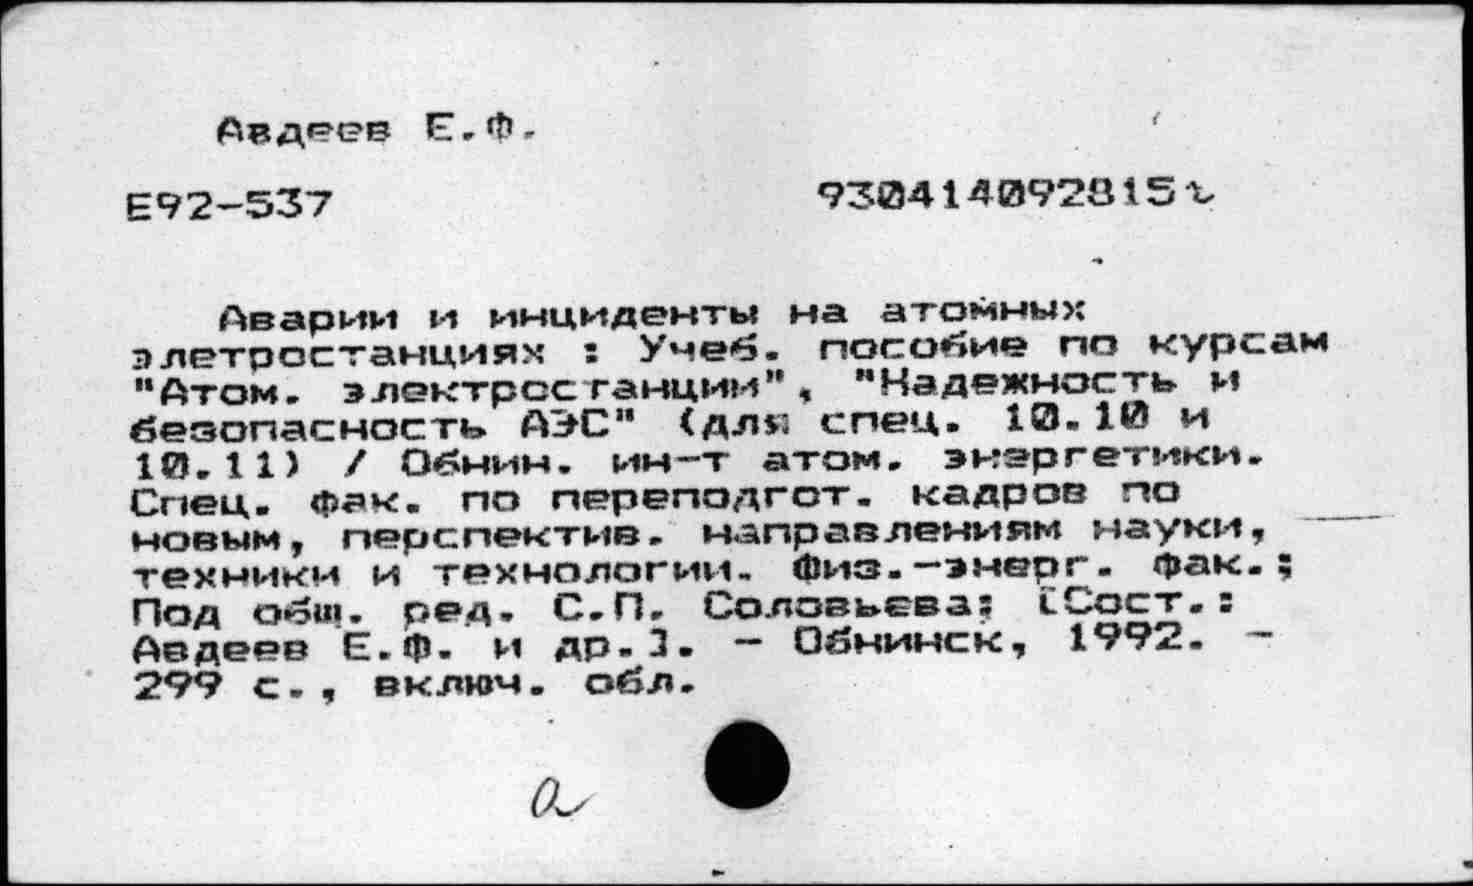 Авдеев Е.Ф.
Е92-537
930414092815
Аварии и инциденты на атомных
элетростанциях : Учеб. пособие по курсам
"Атом. электростанции", "Надежность и
безопасность АЭС" (для спец. 10.10 и
10.11) / Обнин. ин-т атом. энергетики.
Спец. фак. по переподгот. кадров по
новым, перспектив. направлениям науки,
техники и технологии. Физ.-энерг. фак.;
Под общ. ред. С.П. Соловьева; [Сост.:
Авдеев Е.Ф. и др.]. - Обнинск, 1992. -
299 с., включ. обл.
а